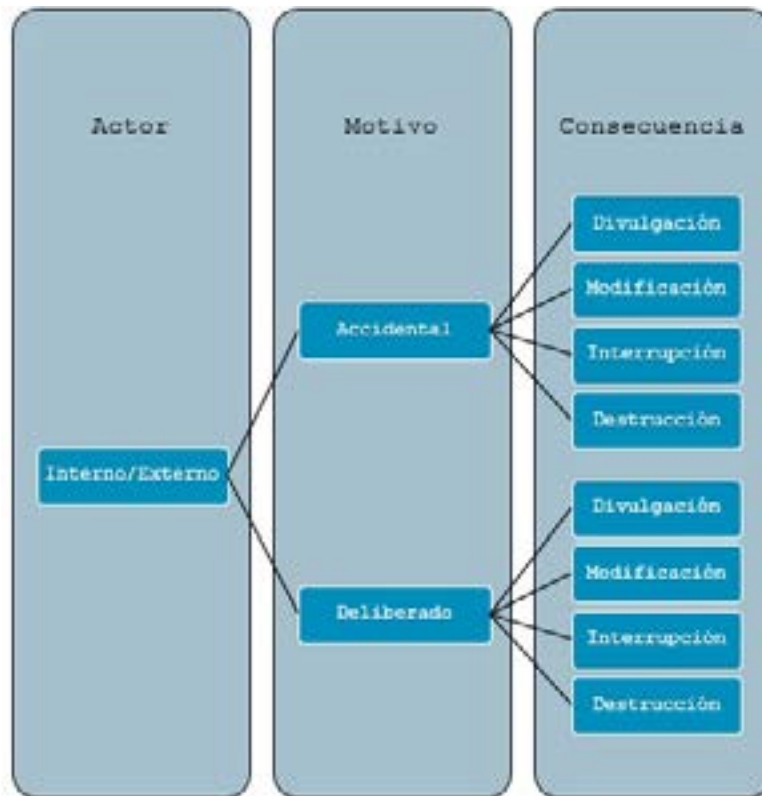 Actor
Motivo
Consecuencia
Divulgación
Modificación
Accidental
Interrupción
Destrucción
Interno/Externo
Divulgación
Modificación
Deliberado
Interrupción
Destrucción